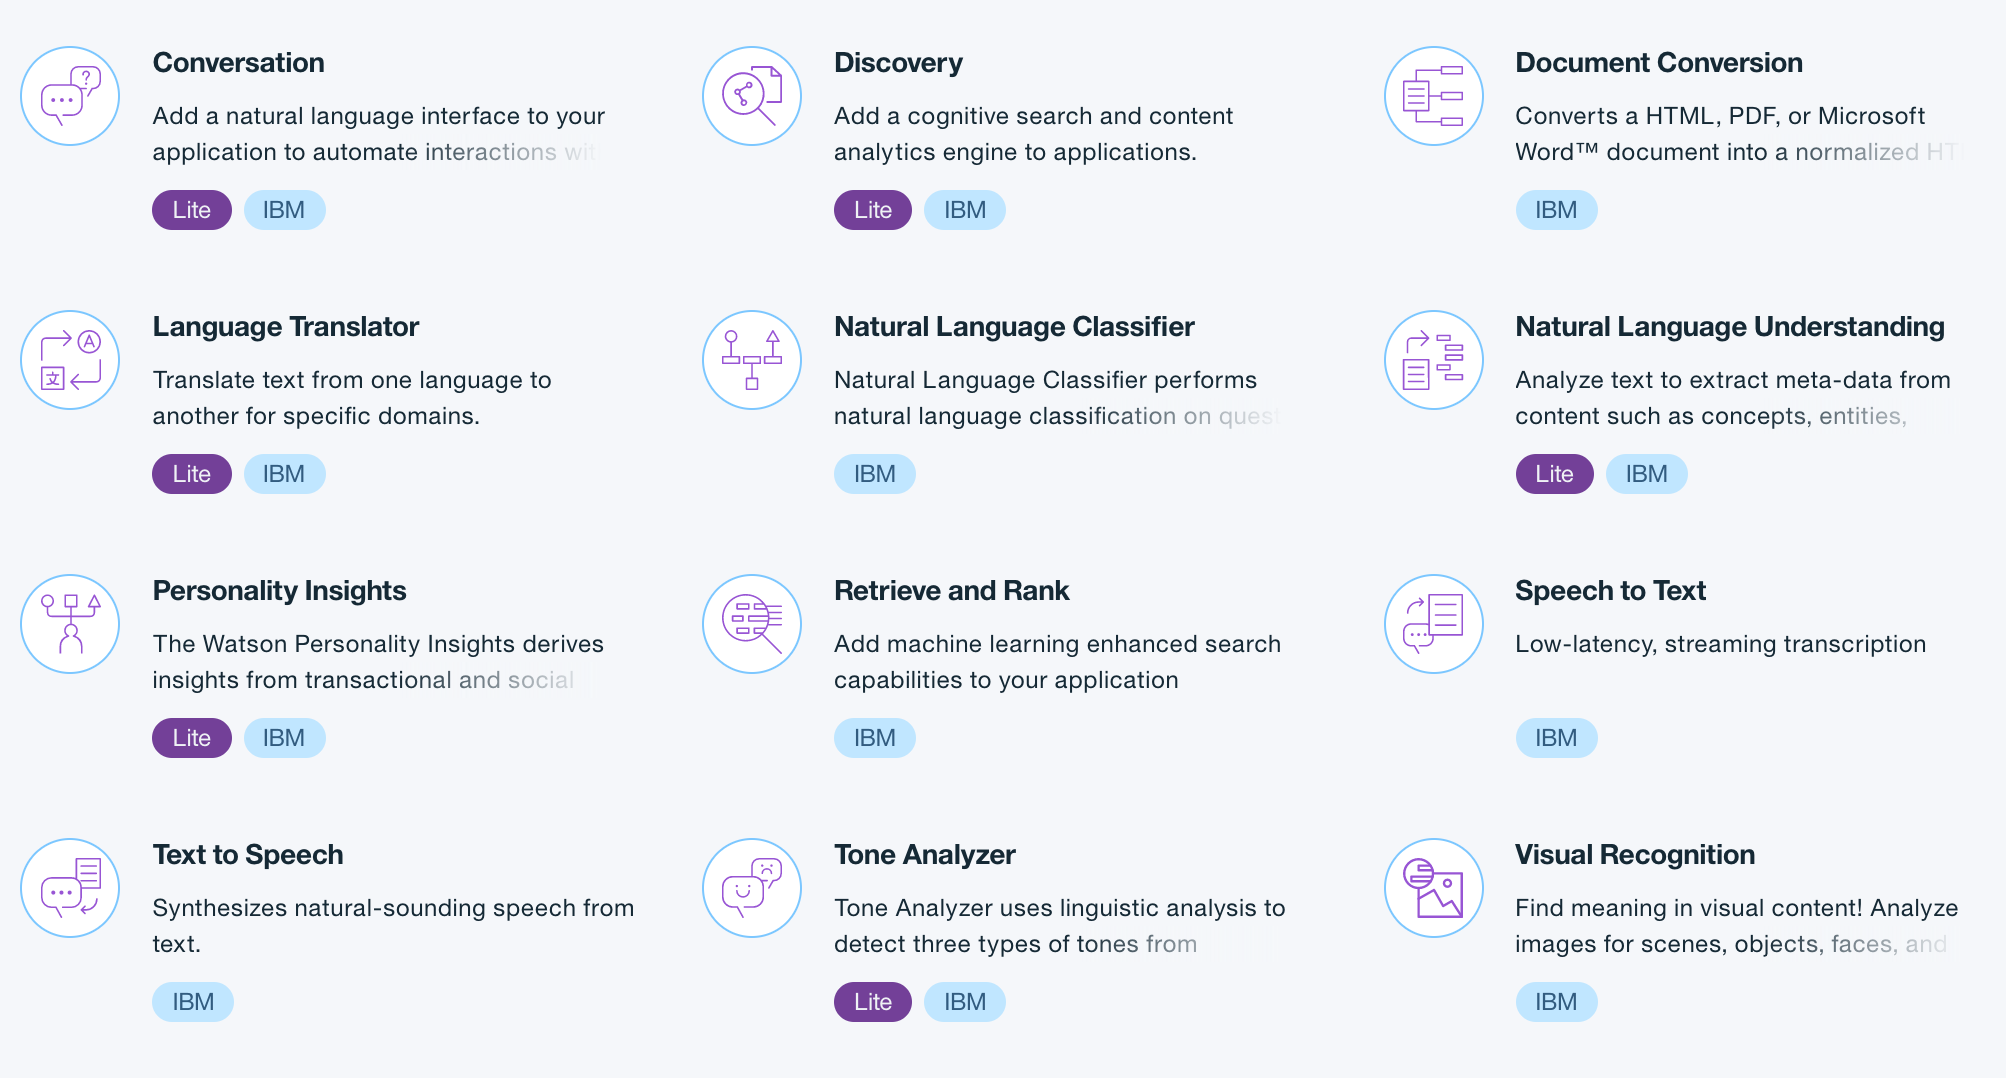 Conversation
Add a natural language interface to your
application to automate interactions wit
Lite IBM
Discovery
Add a cognitive search and content
analytics engine to applications.
Lite IBM
Document Conversion
Converts a HTML, PDF, or Microsoft
Word™ document into a normalized HT
IBM
Language Translator
Translate text from one language to
another for specific domains.
Lite IBM
Natural Language Classifier
Natural Language Classifier performs
natural language classification on quest
IBM
Natural Language Understanding
Analyze text to extract meta-data from
content such as concepts, entities,
Lite IBM
Personality Insights
The Watson Personality Insights derives
insights from transactional and social
Lite IBM
Retrieve and Rank
Add machine learning enhanced search
capabilities to your application
IBM
Speech to Text
Low-latency, streaming transcription
IBM
Text to Speech
Synthesizes natural-sounding speech from
text.
IBM
Tone Analyzer
Tone Analyzer uses linguistic analysis to
detect three types of tones from
Lite IBM
Visual Recognition
Find meaning in visual content! Analyze
images for scenes, objects, faces, and
IBM